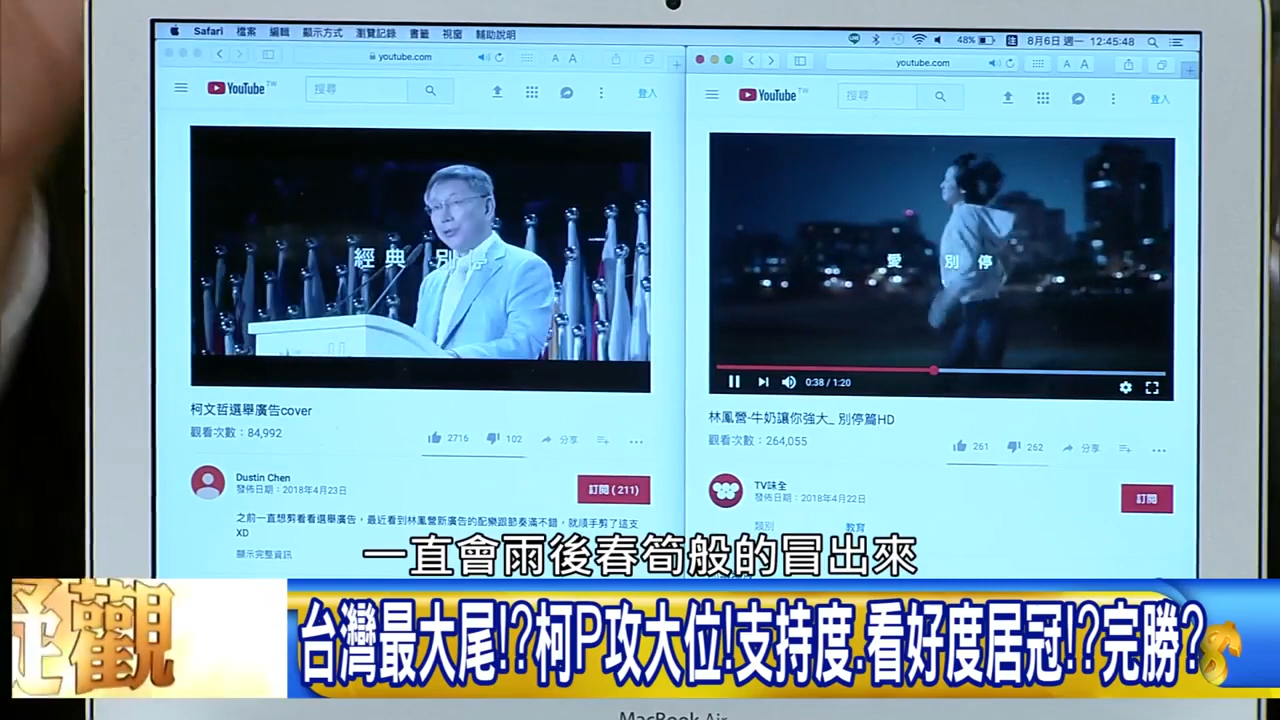 Safari 檔案 編輯 顯示方式 瀏覽記錄 書籤 視窗 輔助說明
48% 8月6日 週一 12:45:48
youtube.com A A
youtube.com A A
YouTube TW 搜尋 登入
YouTube TW 搜尋 登入
經典 別停
愛 別停
0:38 / 1:20
柯文哲選舉廣告cover
觀看次數：84,992
2716 102 分享
Dustin Chen
發佈日期：2018年4月23日
訂閱 (211)
之前一直想剪看看選舉廣告，最近看到林鳳營新廣告的配樂跟節奏滿不錯，就順手剪了這支
XD
顯示完整資訊
林鳳營-牛奶讓你強大_ 別停篇HD
觀看次數：264,055
261 262 分享
TV味全
發佈日期：2018年4月22日
訂閱
類別 教育
一直會雨後春筍般的冒出來
觀
台灣最大尾!?柯P攻大位!支持度.看好度居冠!?完勝?
MacBook Air